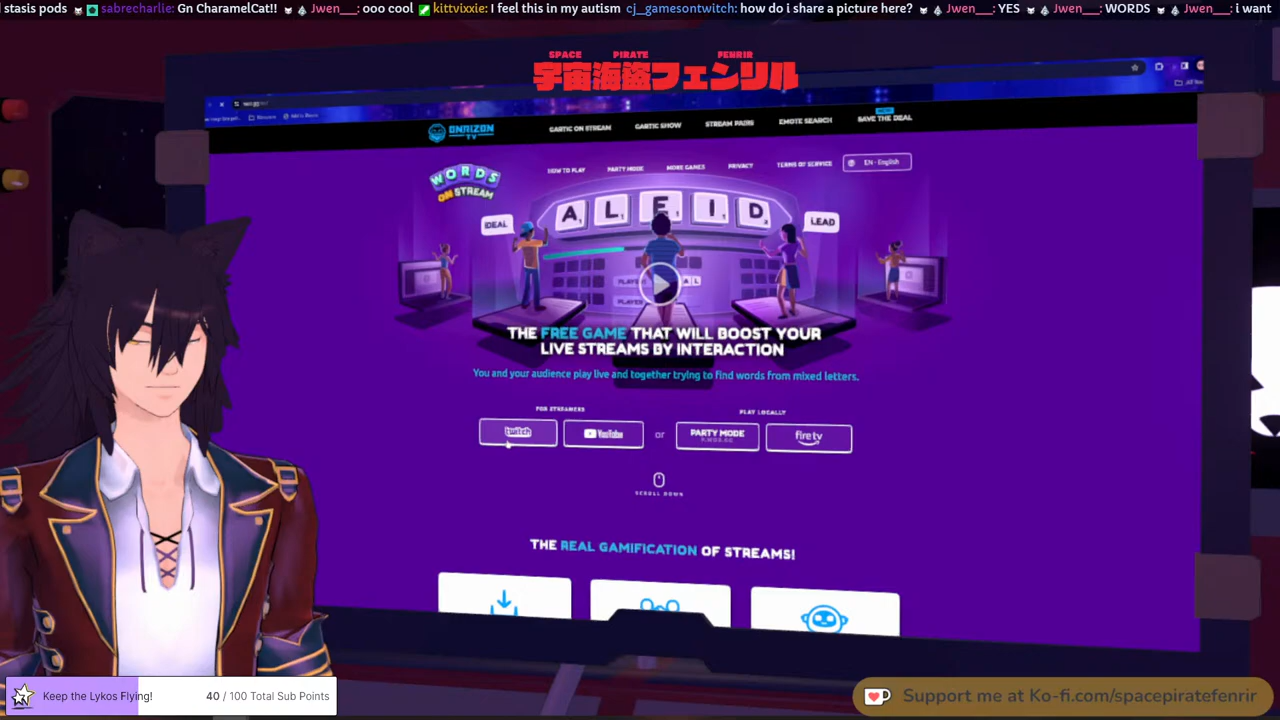 d stasis pods sabrecharlie: Gn CharamelCat!! Jwen___: ooo cool kittvixxie: I feel this in my autism cj_gamesontwitch: how do i share a picture here? Jwen___: YES Jwen___: WORDS Jwen___: i want
SPACE PIRATE FENRIR
宇宙海盗フェンリル
ONRIZON TV
GARTIC ON STREAM
GARTIC SHOW
STREAM PAIRS
EMOTE SEARCH
NEW
SAVE THE DEAL
WORDS ON STREAM
HOW TO PLAY
PARTY MODE
MORE GAMES
PRIVACY
TERMS OF SERVICE
EN - English
IDEAL
A L E I D
LEAD
THE FREE GAME THAT WILL BOOST YOUR
LIVE STREAMS BY INTERACTION
You and your audience play live and together trying to find words from mixed letters.
FOR STREAMERS
PLAY LOCALLY
twitch
YouTube
or
PARTY MODE
fire tv
SCROLL DOWN
THE REAL GAMIFICATION OF STREAMS!
Keep the Lykos Flying!
40 / 100 Total Sub Points
Support me at Ko-fi.com/spacepiratefenrir